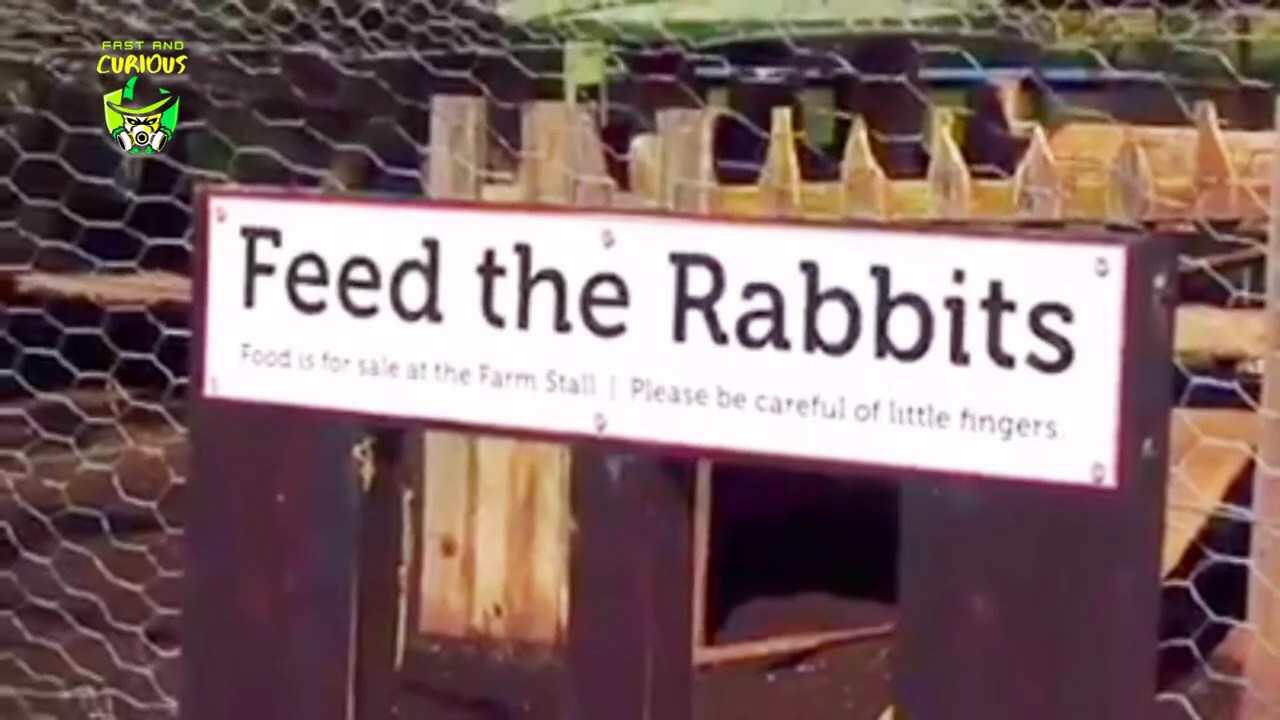 FAST AND
CURIOUS
Feed the Rabbits
Food is for sale at the Farm Stall | Please be careful of little fingers.